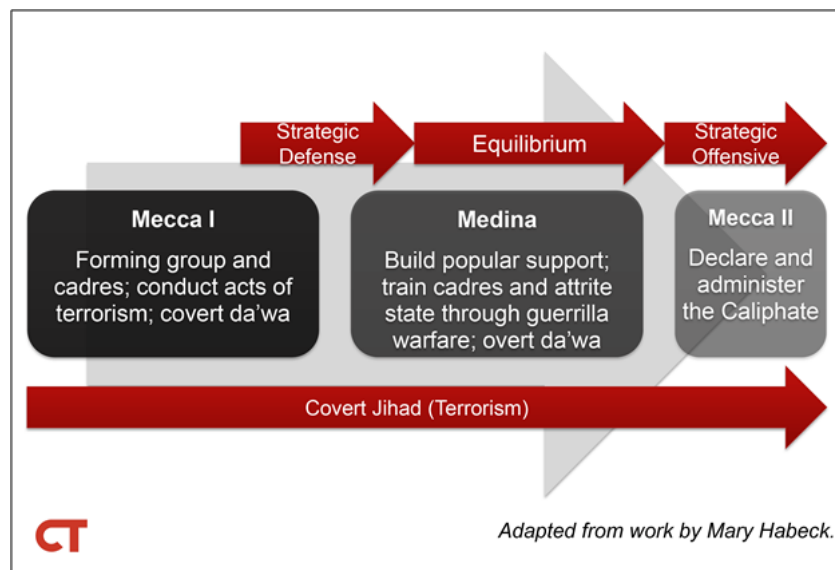 Strategic
Defense
Equilibrium
Strategic
Offensive
Mecca I
Forming group and
cadres; conduct acts of
terrorism; covert da’wa
Medina
Build popular support;
train cadres and attrite
state through guerrilla
warfare; overt da’wa
Mecca II
Declare and
administer
the Caliphate
Covert Jihad (Terrorism)
CT
Adapted from work by Mary Habeck.